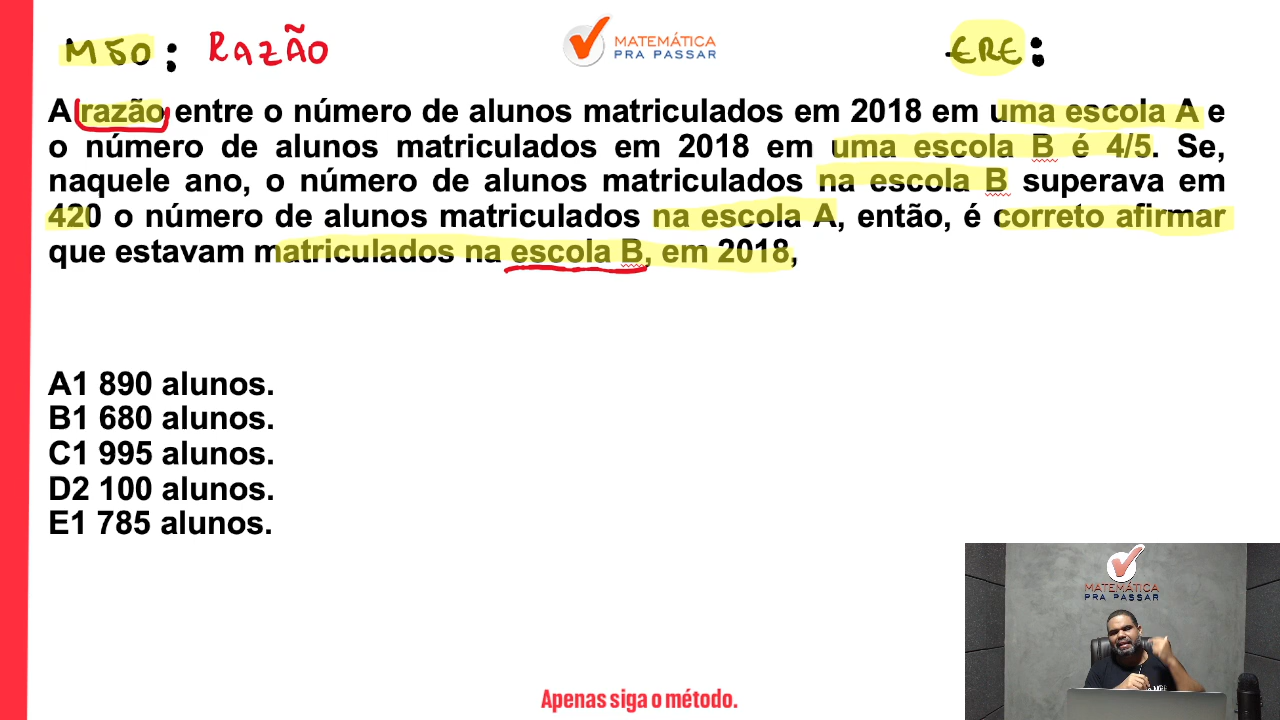 M50: RAZÃO
MATEMÁTICA
PRA PASSAR
ERE:
A razão entre o número de alunos matriculados em 2018 em uma escola A e
o número de alunos matriculados em 2018 em uma escola B é 4/5. Se,
naquele ano, o número de alunos matriculados na escola B superava em
420 o número de alunos matriculados na escola A, então, é correto afirmar
que estavam matriculados na escola B, em 2018,
A1 890 alunos.
B1 680 alunos.
C1 995 alunos.
D2 100 alunos.
E1 785 alunos.
MATEMÁTICA
PRA PASSAR
Apenas siga o método.